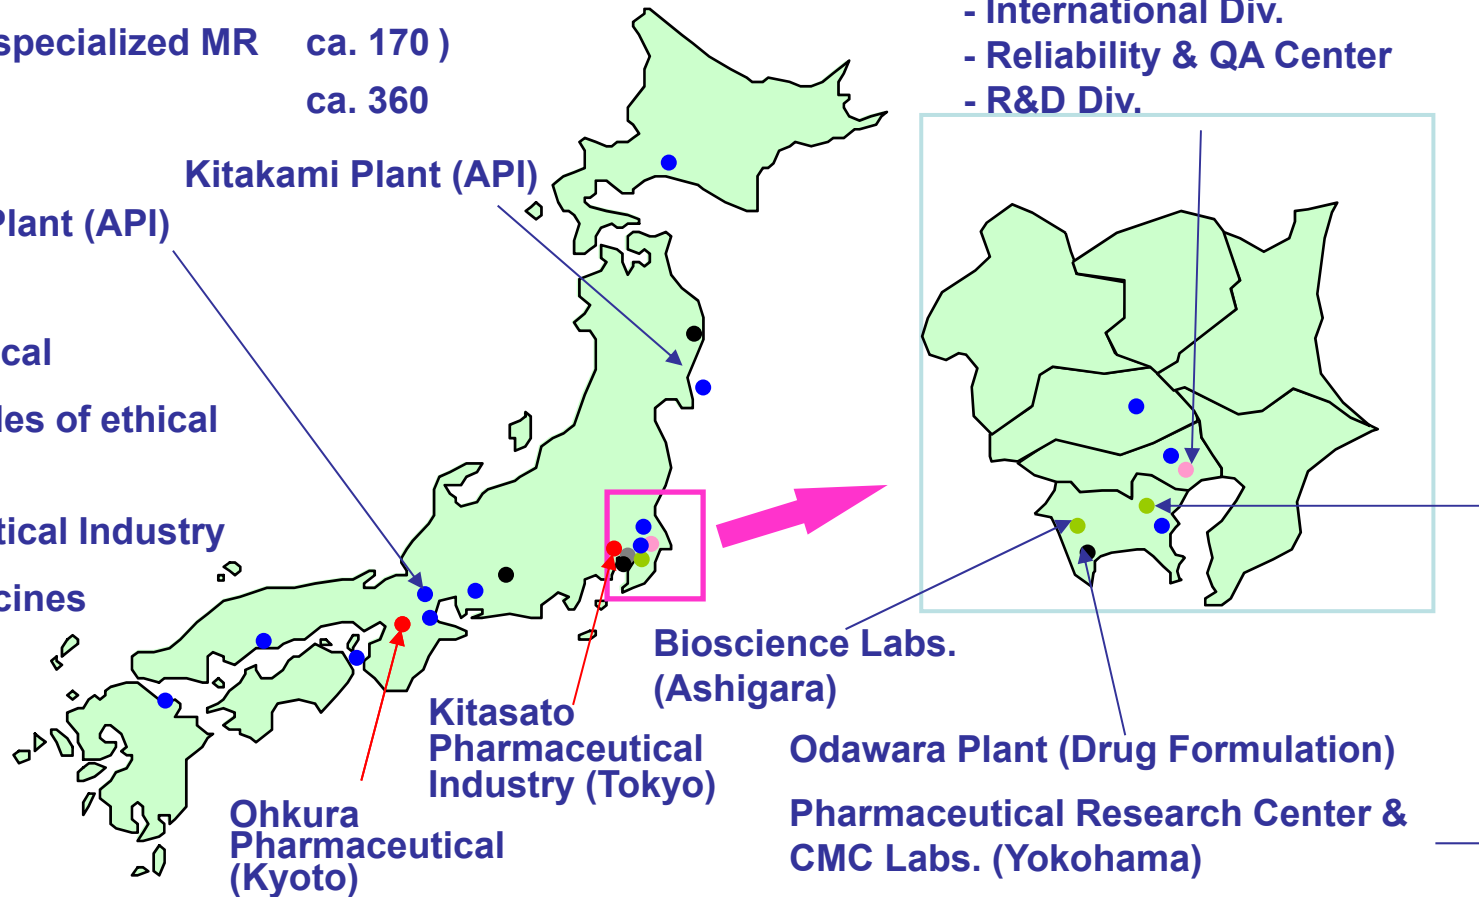 specialized MR ca. 170 )
ca. 360
- International Div.
- Reliability & QA Center
- R&D Div.
Kitakami Plant (API)
Plant (API)
cal
les of ethical
tical Industry
cines
Bioscience Labs.
(Ashigara)
Kitasato
Pharmaceutical
Industry (Tokyo)
Odawara Plant (Drug Formulation)
Ohkura
Pharmaceutical
(Kyoto)
Pharmaceutical Research Center &
CMC Labs. (Yokohama)